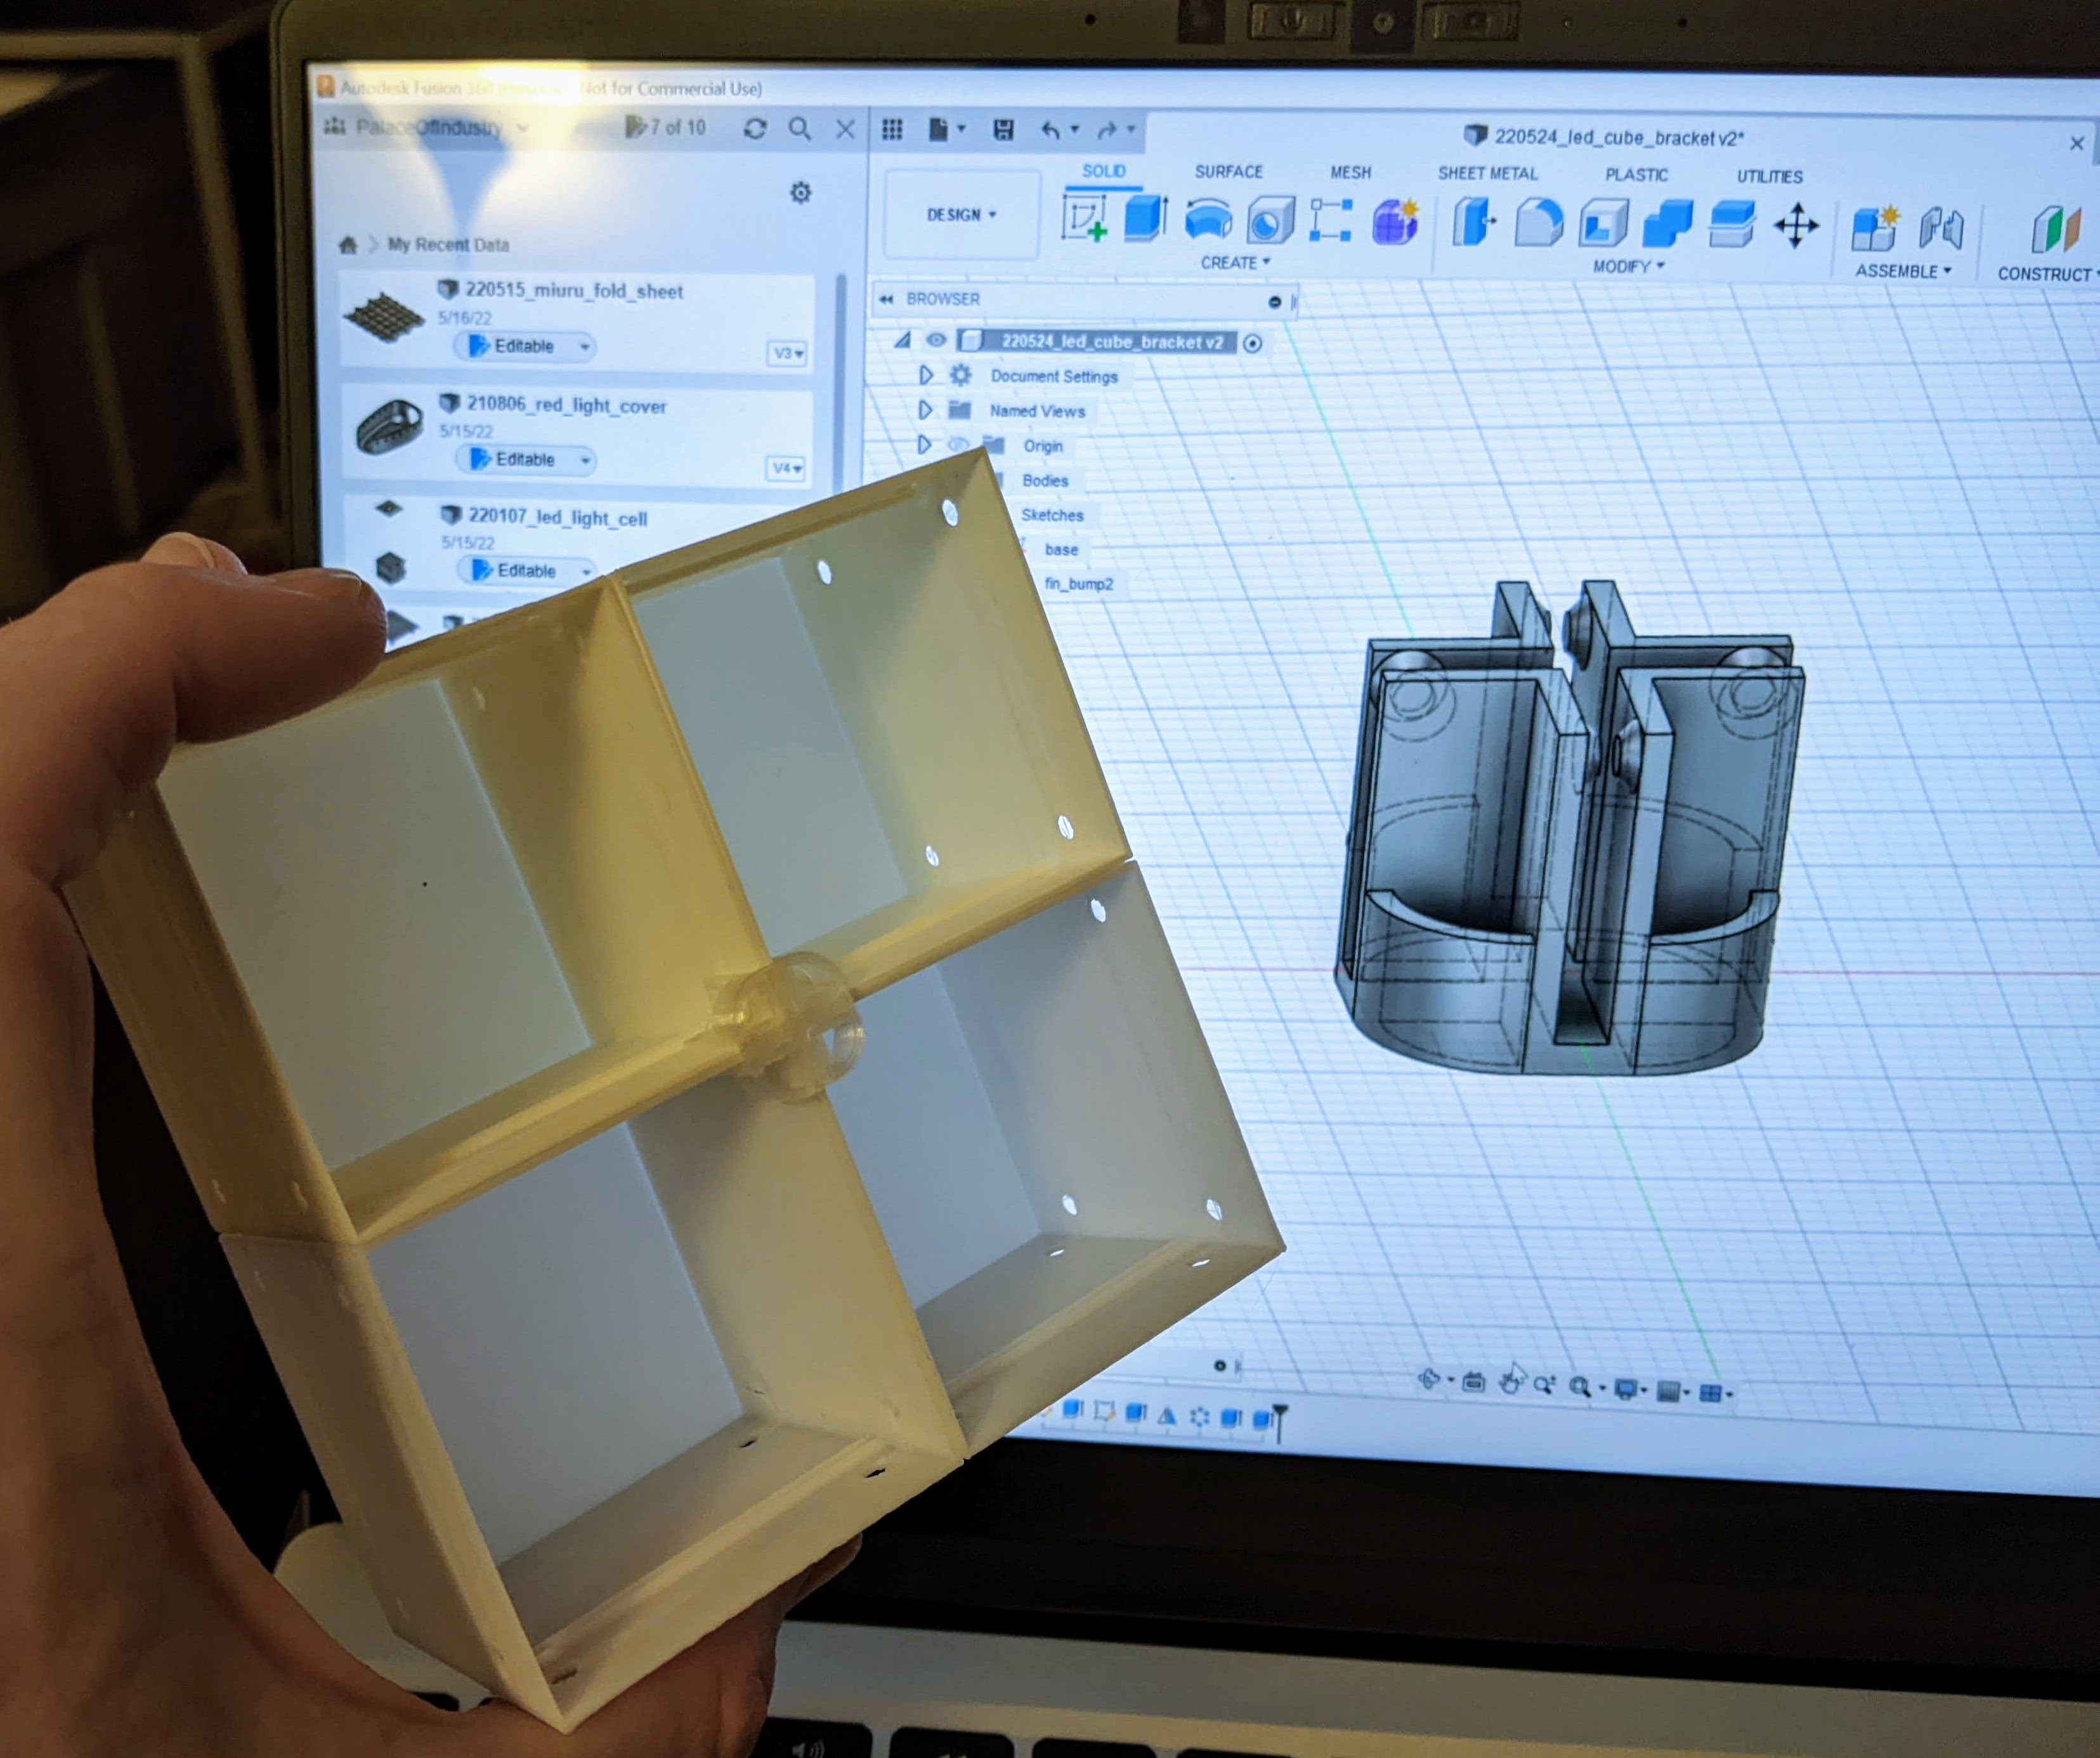 Autodesk Fusion 360 Not for Commercial Use)
PalaceOfIndustry
7 of 10
220524_led_cube_bracket v2*
SOLID
SURFACE
MESH
SHEET METAL
PLASTIC
UTILITIES
DESIGN
CREATE
MODIFY
ASSEMBLE
CONSTRUCT
My Recent Data
220515_miuru_fold_sheet
5/16/22
Editable
V3
210806_red_light_cover
5/15/22
Editable
V4
220107_led_light_cell
5/15/22
Editable
BROWSER
220524_led_cube_bracket v2
Document Settings
Named Views
Origin
Bodies
Sketches
base
fin_bump2